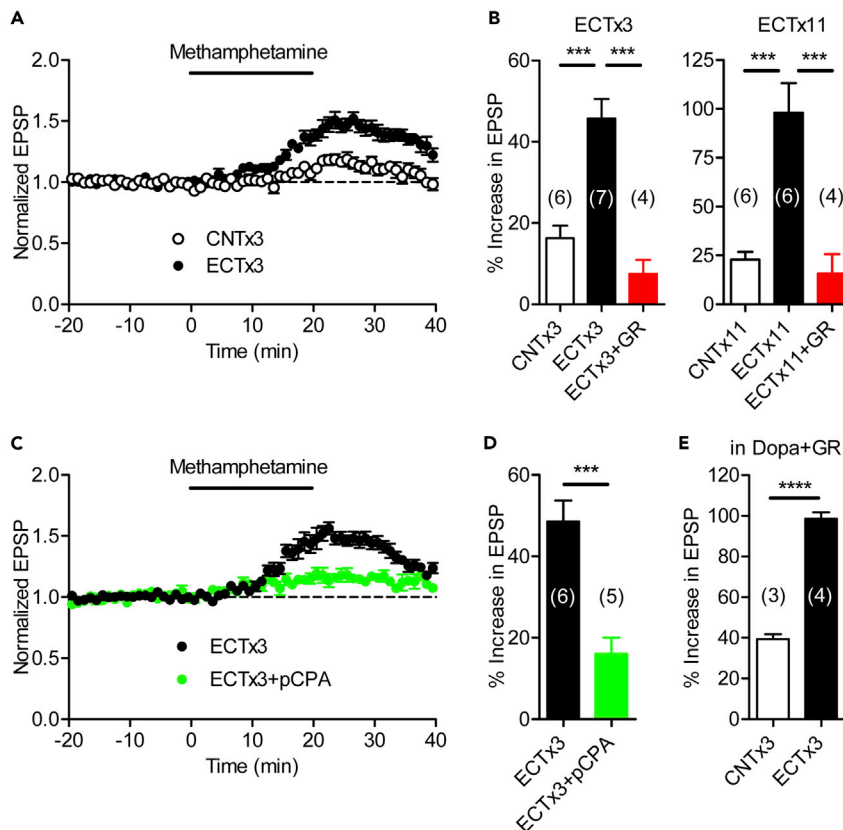 A
Methamphetamine
Normalized EPSP
2.0
1.5
1.0
0.5
0.0
CNTx3
ECTx3
-20 -10 0 10 20 30 40
Time (min)
B
ECTx3
% Increase in EPSP
60
40
20
0
*** ***
(6) (7) (4)
CNTx3 ECTx3 ECTx3+GR
ECTx11
125
100
75
50
25
0
*** ***
(6) (6) (4)
CNTx11 ECTx11 ECTx11+GR
C
Methamphetamine
Normalized EPSP
2.0
1.5
1.0
0.5
0.0
ECTx3
ECTx3+pCPA
-20 -10 0 10 20 30 40
Time (min)
D
% Increase in EPSP
60
40
20
0
***
(6) (5)
ECTx3 ECTx3+pCPA
E
in Dopa+GR
% Increase in EPSP
120
100
80
60
40
20
0
****
(3) (4)
CNTx3 ECTx3